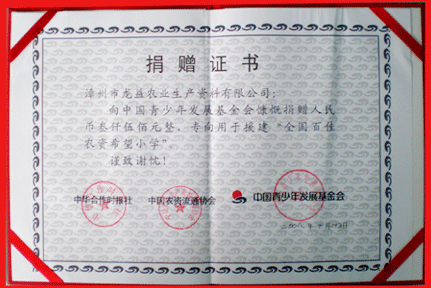 捐赠证书
漳州市龙益农业生产资料有限公司：
向中国青少年发展基金会慷慨捐赠人民
币叁仟伍佰元整，专向用于援建“全国百佳
农资希望小学”。
谨致谢忱！
中华合作时报社 中国农资流通协会 中国青少年发展基金会